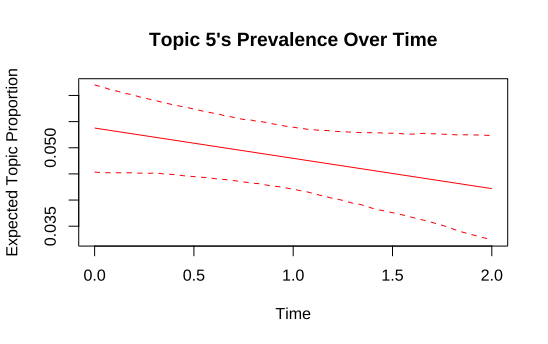 Topic 5's Prevalence Over Time
Expected Topic Proportion
0.050
0.035
0.0 0.5 1.0 1.5 2.0
Time